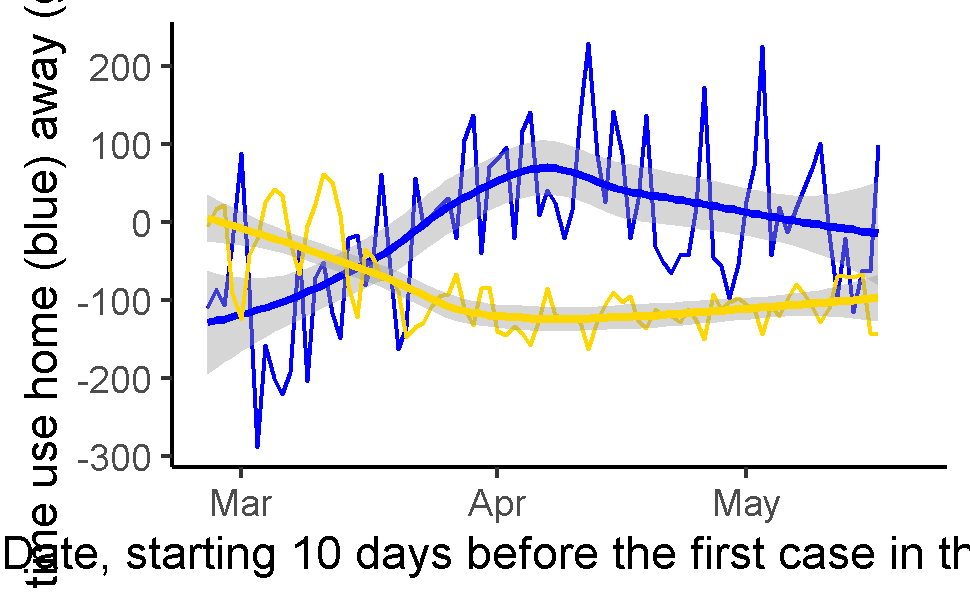 time use home (blue) away (
200
100
0
-100
-200
-300
Mar Apr May
Date, starting 10 days before the first case in th